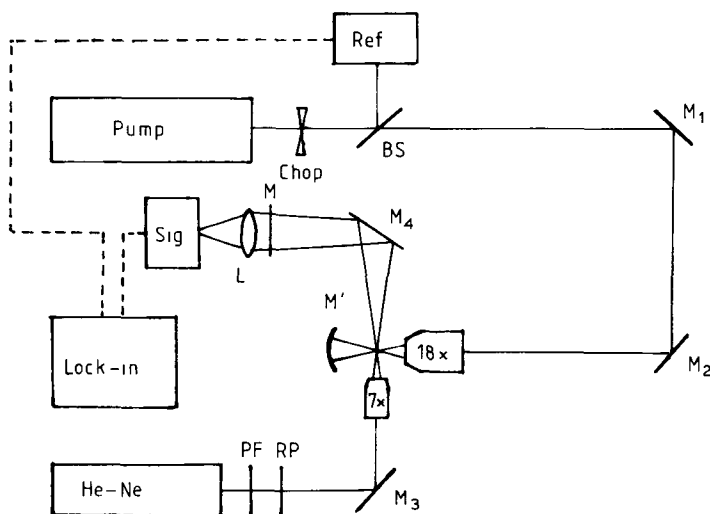 Ref
Pump
Chop
BS
M₁
M
M₄
Sig
L
M'
18x
M₂
Lock-in
7x
PF RP
He-Ne
M₃